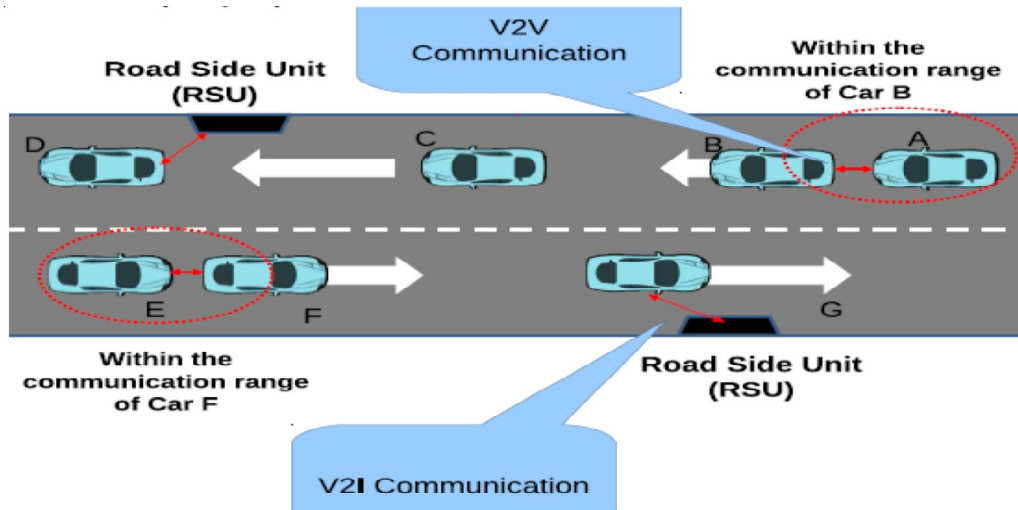 V2V
Communication
Within the
communication range
of Car B
Road Side Unit
(RSU)
D
C
B
A
E
F
G
Within the
communication range
of Car F
Road Side Unit
(RSU)
V2I Communication